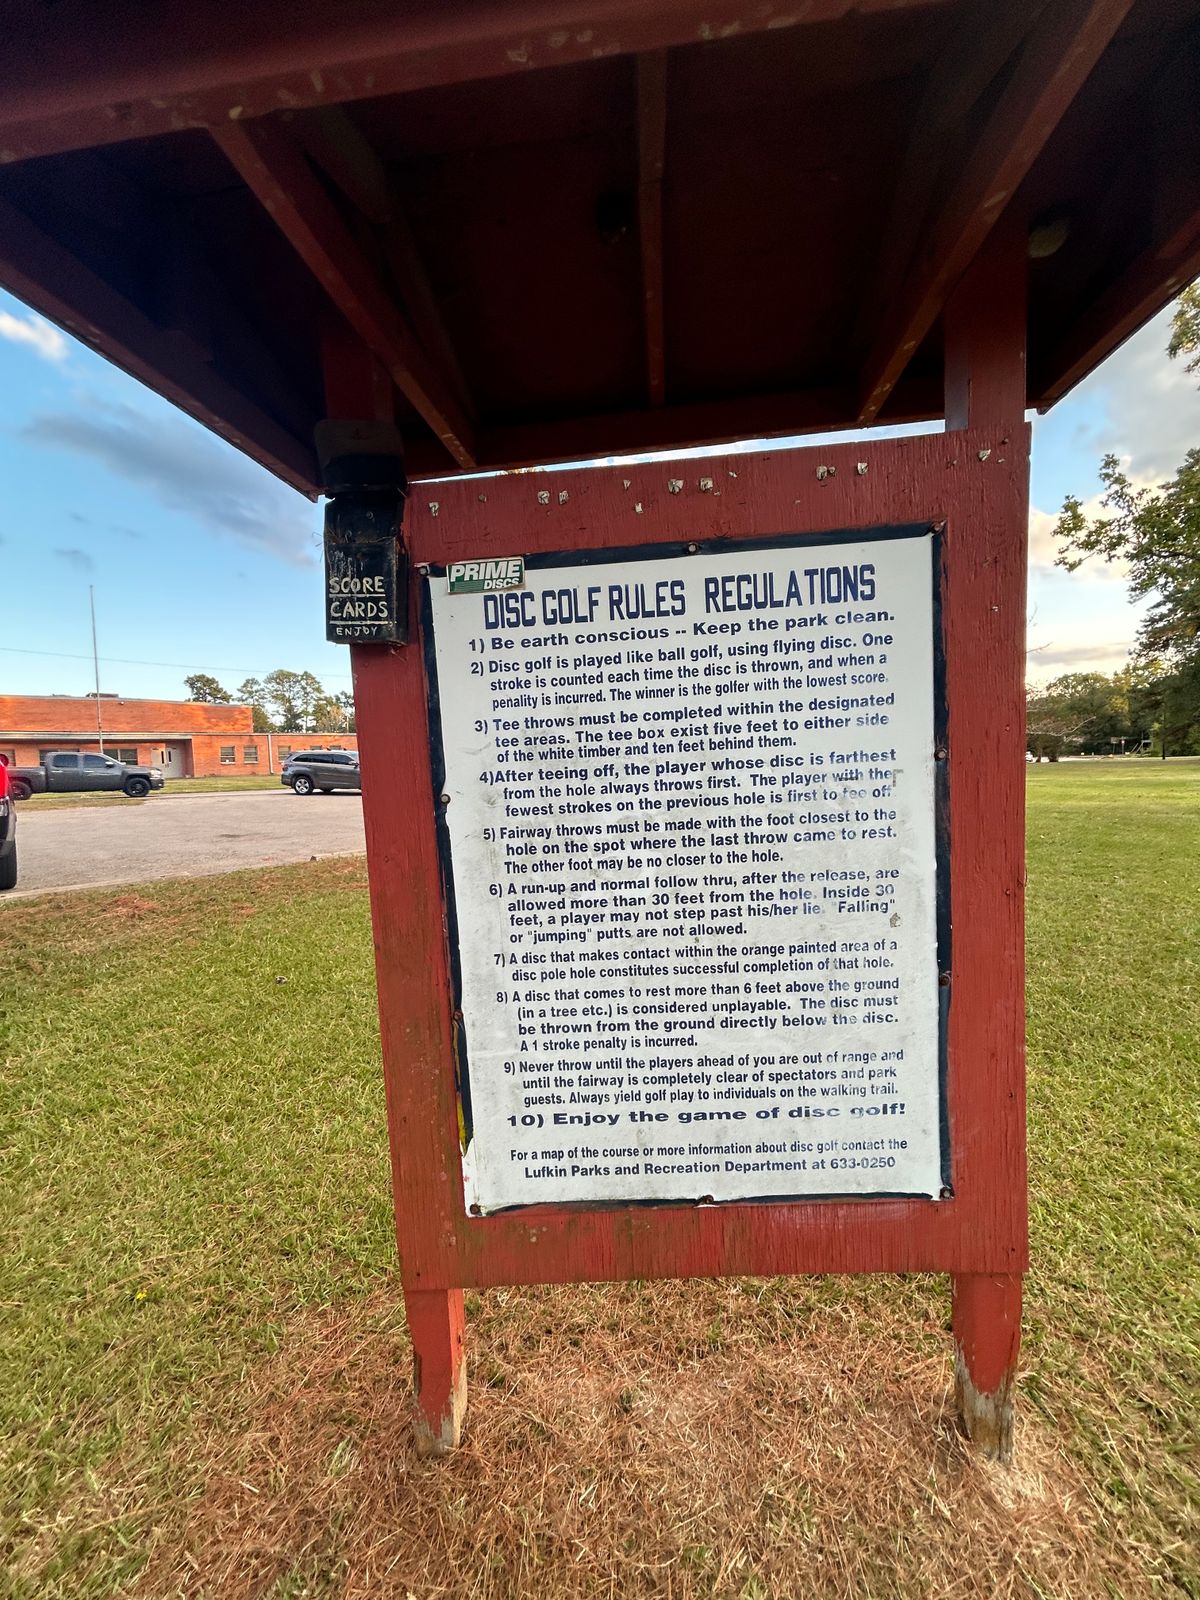 SCORE
CARDS
ENJOY
PRIME
DISCS
DISC GOLF RULES REGULATIONS
1) Be earth conscious -- Keep the park clean.
2) Disc golf is played like ball golf, using flying disc. One
stroke is counted each time the disc is thrown, and when a
penality is incurred. The winner is the golfer with the lowest score.
3) Tee throws must be completed within the designated
tee areas. The tee box exist five feet to either side
of the white timber and ten feet behind them.
4)After teeing off, the player whose disc is farthest
from the hole always throws first. The player with the
fewest strokes on the previous hole is first to tee off
5) Fairway throws must be made with the foot closest to the
hole on the spot where the last throw came to rest.
The other foot may be no closer to the hole.
6) A run-up and normal follow thru, after the release, are
allowed more than 30 feet from the hole. Inside 30
feet, a player may not step past his/her lie. "Falling"
or "jumping" putts are not allowed.
7) A disc that makes contact within the orange painted area of a
disc pole hole constitutes successful completion of that hole.
8) A disc that comes to rest more than 6 feet above the ground
(in a tree etc.) is considered unplayable. The disc must
be thrown from the ground directly below the disc.
A 1 stroke penalty is incurred.
9) Never throw until the players ahead of you are out of range and
until the fairway is completely clear of spectators and park
guests. Always yield golf play to individuals on the walking trail.
10) Enjoy the game of disc golf!
For a map of the course or more information about disc golf contact the
Lufkin Parks and Recreation Department at 633-0250